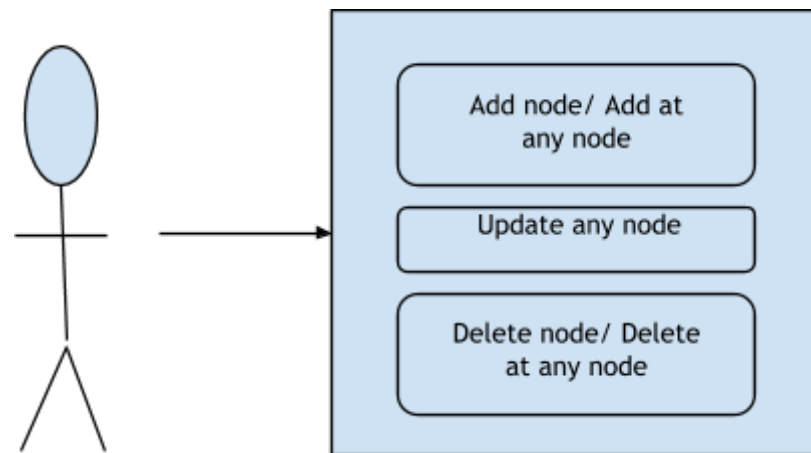 Add node/ Add at
any node
Update any node
Delete node/ Delete
at any node